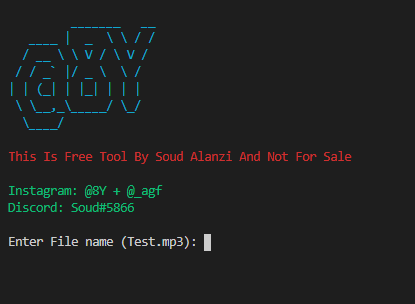 @8Y
This Is Free Tool By Soud Alanzi And Not For Sale
Instagram: @8Y + @_agf
Discord: Soud#5866
Enter File name (Test.mp3):